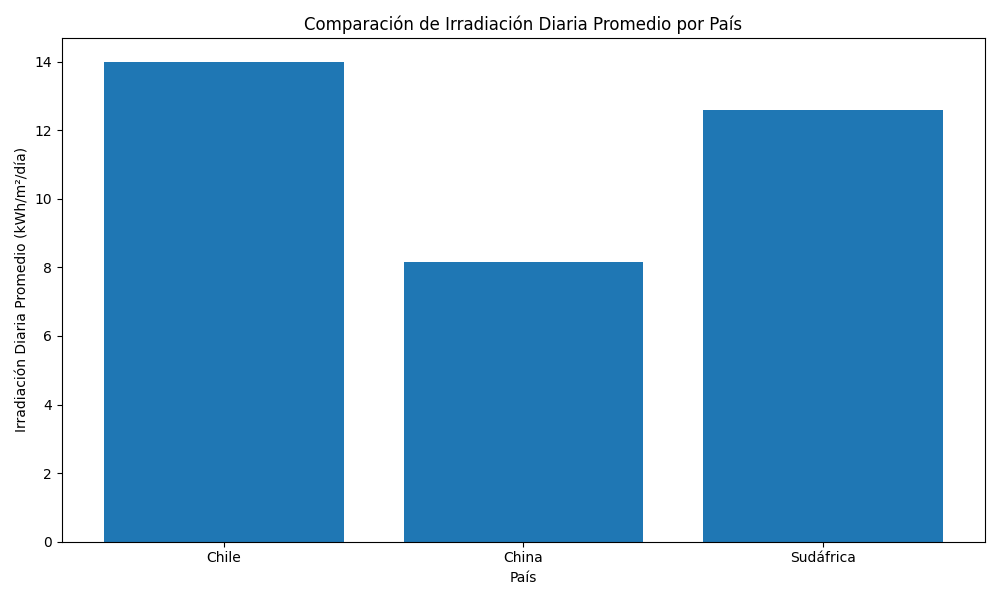 Comparación de Irradiación Diaria Promedio por País
Irradiación Diaria Promedio (kWh/m²/día)
14
12
10
8
6
4
2
0
Chile
China
Sudáfrica
País